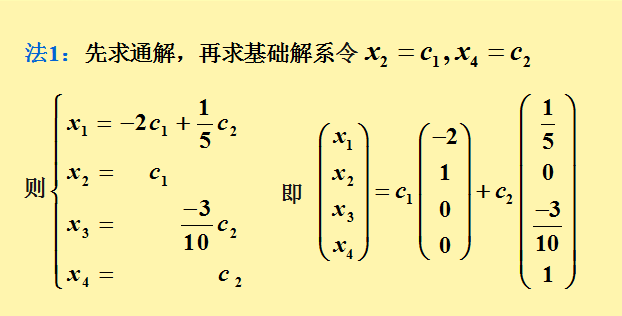 法1：先求通解，再求基础解系令 x₂ = c₁, x₄ = c₂
则 { x₁ = −2c₁ + 1/5 c₂
x₂ = c₁
x₃ = −3/10 c₂
x₄ = c₂
即 (x₁ x₂ x₃ x₄) = c₁ (−2 1 0 0) + c₂ (1/5 0 −3/10 1)